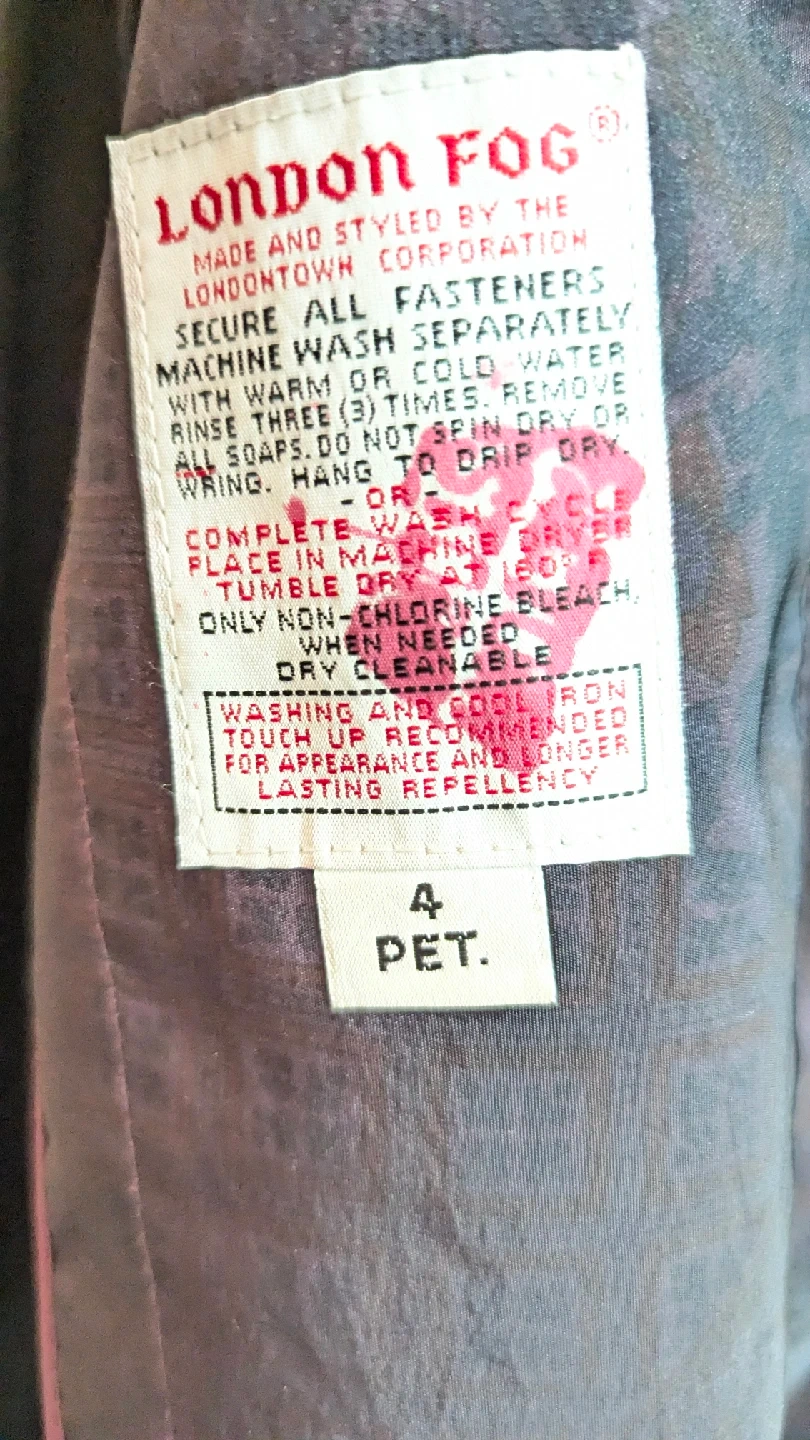 LONDON FOG®
MADE AND STYLED BY THE
LONDONTOWN CORPORATION
SECURE ALL FASTENERS
MACHINE WASH SEPARATELY
WITH WARM OR COLD WATER
RINSE THREE (3) TIMES. REMOVE
ALL SOAPS. DO NOT SPIN DRY OR
WRING. HANG TO DRIP DRY.
- OR -
COMPLETE WASH CYCLE
PLACE IN MACHINE DRYER
TUMBLE DRY AT 160° F
ONLY NON-CHLORINE BLEACH,
WHEN NEEDED
DRY CLEANABLE
WASHING AND COOL IRON
TOUCH UP RECOMMENDED
FOR APPEARANCE AND LONGER
LASTING REPELLENCY
4
PET.